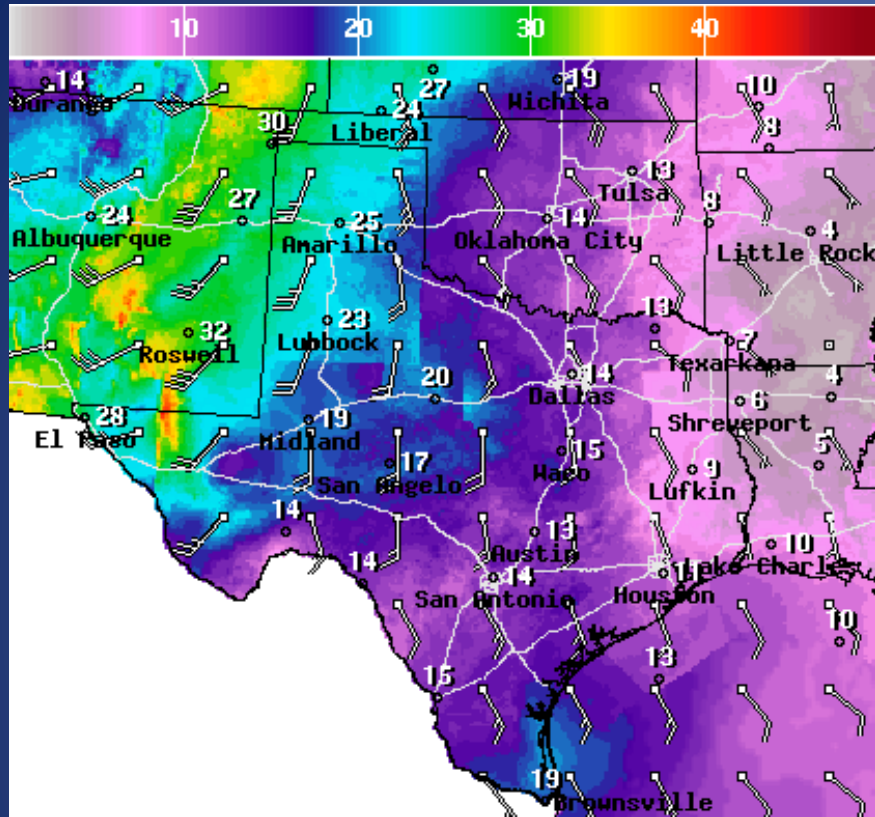 10 20 30 40
14 27 19 10
Durango Wichita
24
Liberal
30 8
13
Tulsa
24 27 25 14 8 4
Albuquerque Amarillo Oklahoma City Little Rock
32 23 13 7
Roswell Lubbock Texarkana
20 14 4
Dallas
28 19 6
El Paso Midland Shreveport
17 15 9 5
San Angelo Waco Lufkin
14 13 10
Austin Lake Charles
14 14 11
San Antonio Houston
10
15 13
19
Brownsville